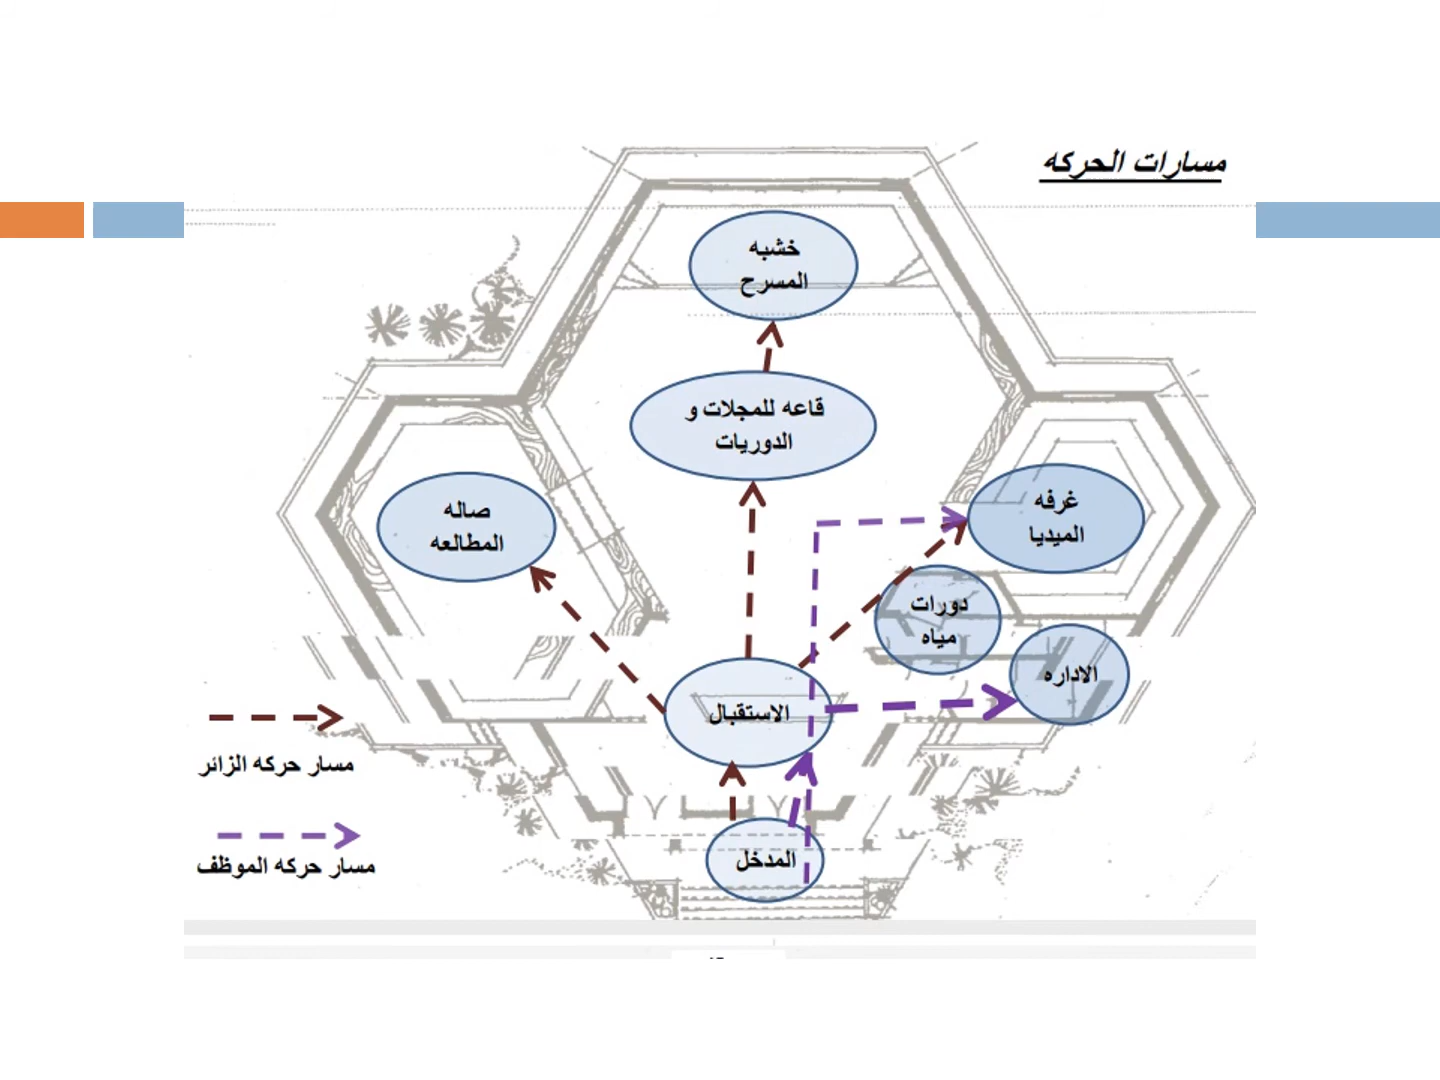 مسارات الحركه
خشبه
المسرح
قاعه للمجلات و
الدوريات
صاله
المطالعه
غرفه
الميديا
دورات
مياه
الاداره
الاستقبال
مسار حركه الزائر
المدخل
مسار حركه الموظف